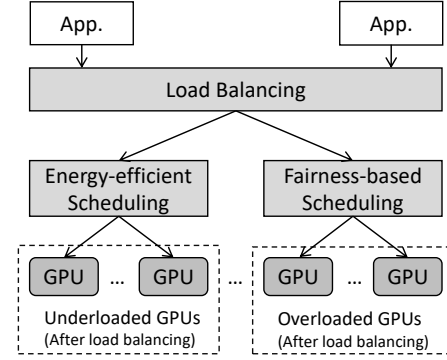 App.
App.
Load Balancing
Energy-efficient
Scheduling
Fairness-based
Scheduling
GPU ... GPU ... GPU ... GPU
Underloaded GPUs
(After load balancing)
Overloaded GPUs
(After load balancing)